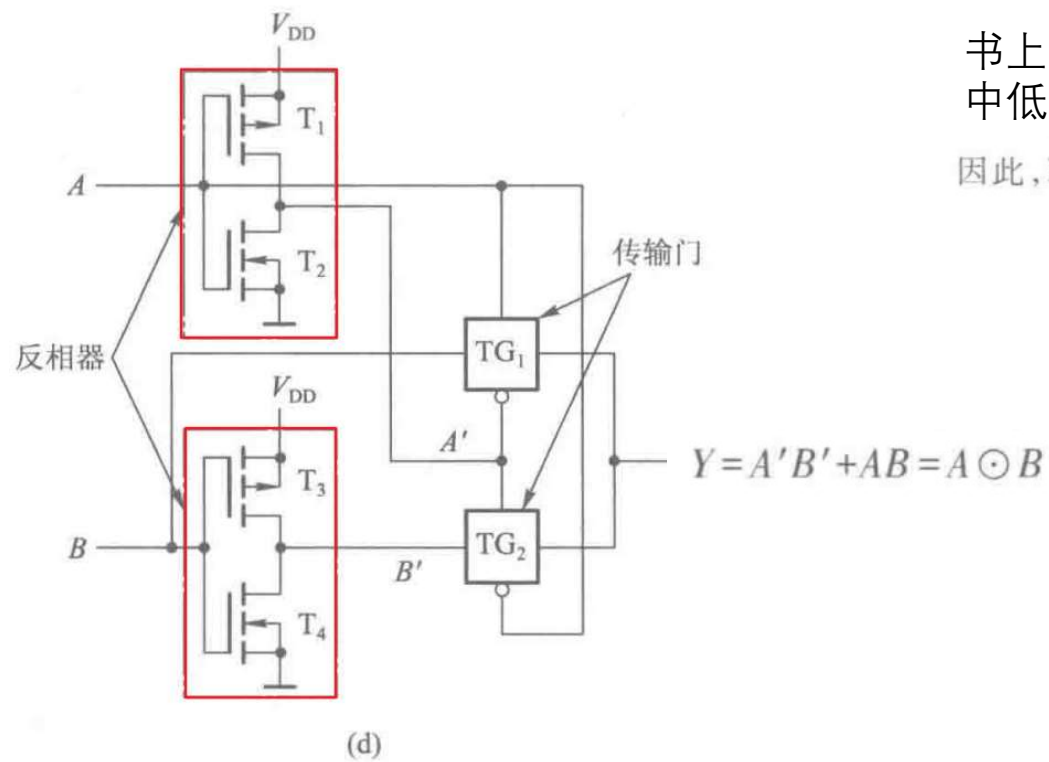 V_DD
书上
中低
因此,
T₁
A
T₂
传输门
TG₁
反相器
V_DD
A′
Y=A′B′+AB=A⊙B
T₃
B
B′
TG₂
T₄
(d)